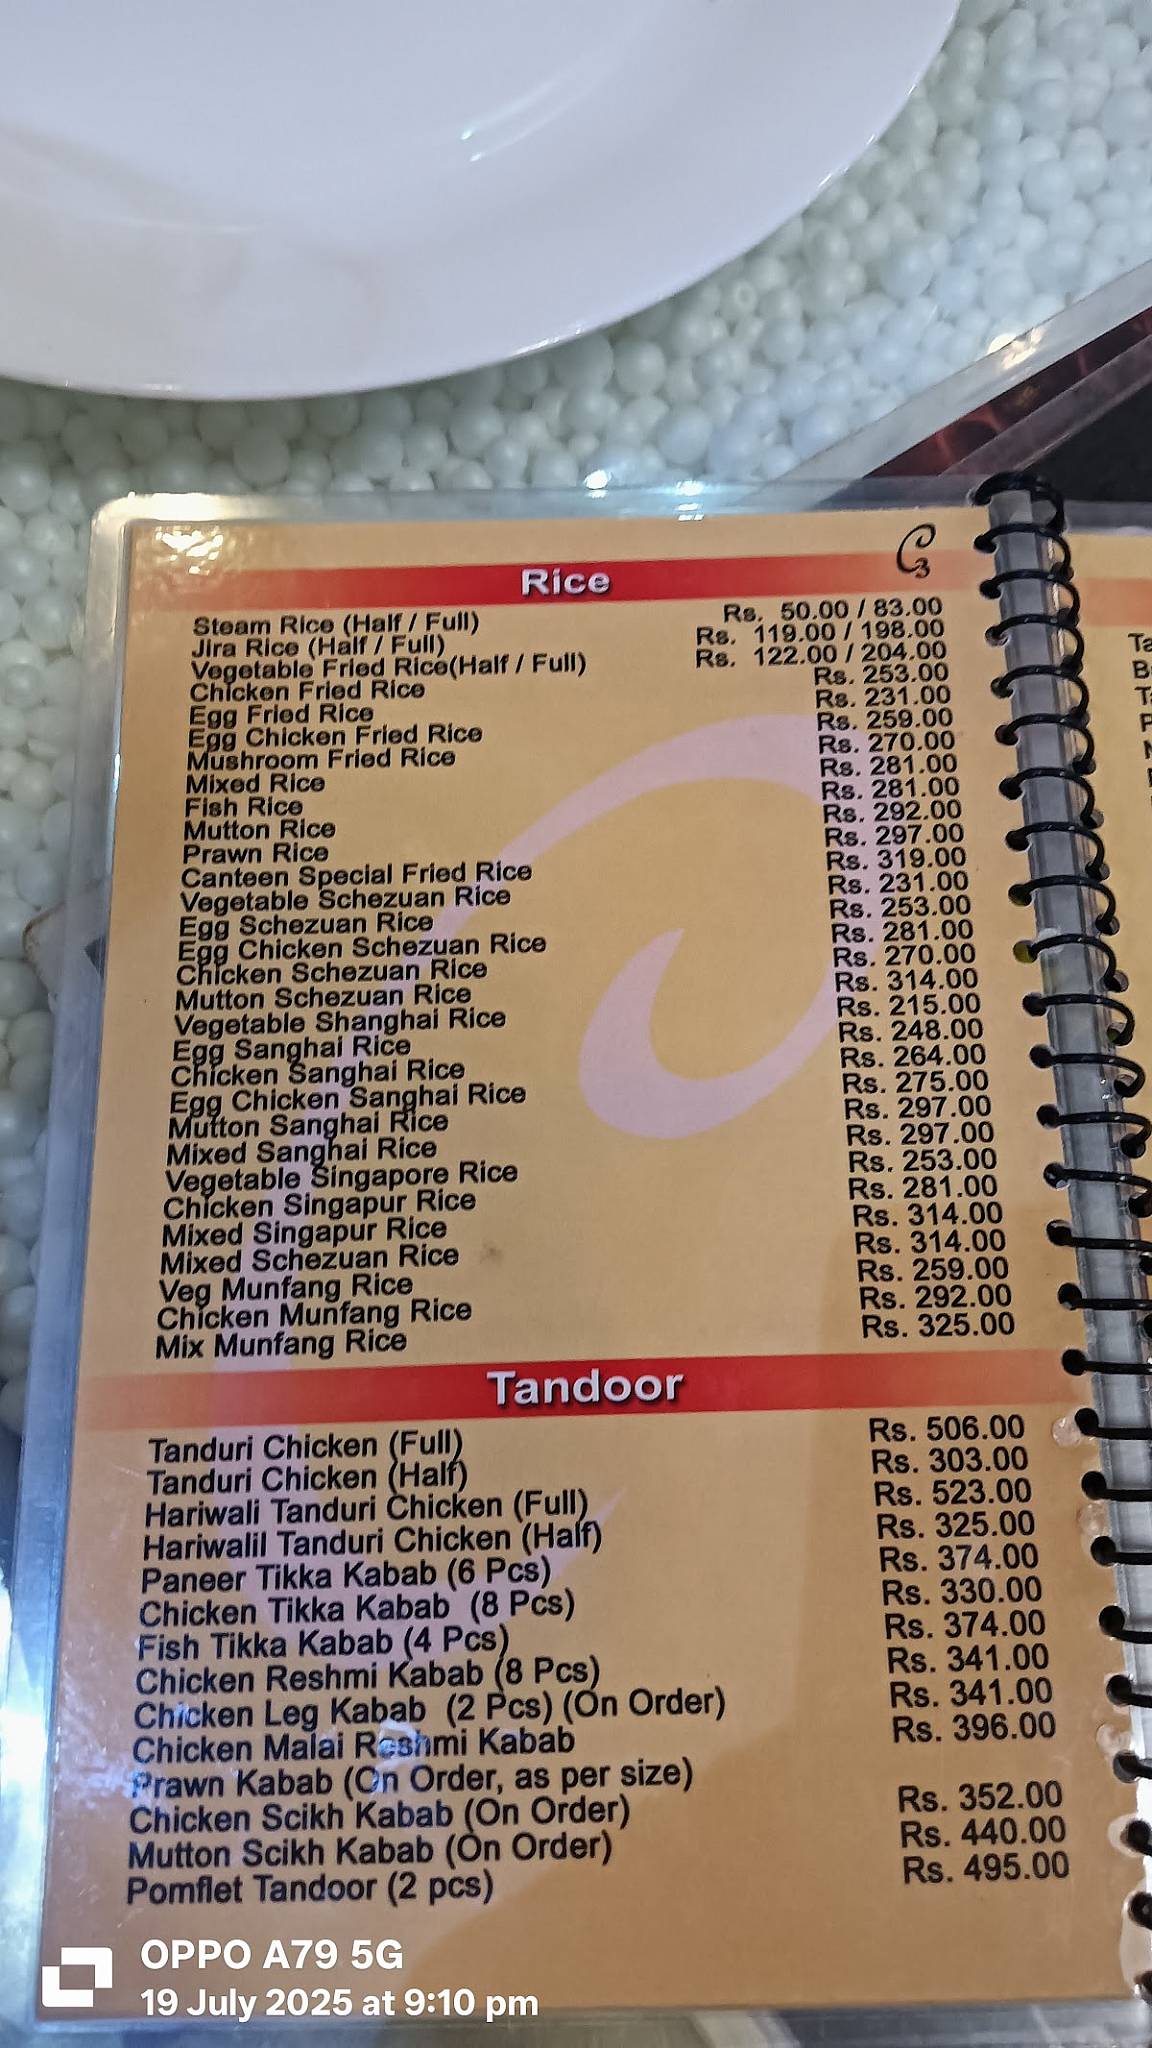 C3
Rice
Steam Rice (Half / Full) Rs. 50.00 / 83.00
Jira Rice (Half / Full) Rs. 119.00 / 198.00
Vegetable Fried Rice(Half / Full) Rs. 122.00 / 204.00
Chicken Fried Rice Rs. 253.00
Egg Fried Rice Rs. 231.00
Egg Chicken Fried Rice Rs. 259.00
Mushroom Fried Rice Rs. 270.00
Mixed Rice Rs. 281.00
Fish Rice Rs. 281.00
Mutton Rice Rs. 292.00
Prawn Rice Rs. 297.00
Canteen Special Fried Rice Rs. 319.00
Vegetable Schezuan Rice Rs. 231.00
Egg Schezuan Rice Rs. 253.00
Egg Chicken Schezuan Rice Rs. 281.00
Chicken Schezuan Rice Rs. 270.00
Mutton Schezuan Rice Rs. 314.00
Vegetable Shanghai Rice Rs. 215.00
Egg Sanghai Rice Rs. 248.00
Chicken Sanghai Rice Rs. 264.00
Egg Chicken Sanghai Rice Rs. 275.00
Mutton Sanghai Rice Rs. 297.00
Mixed Sanghai Rice Rs. 297.00
Vegetable Singapore Rice Rs. 253.00
Chicken Singapur Rice Rs. 281.00
Mixed Singapur Rice Rs. 314.00
Mixed Schezuan Rice Rs. 314.00
Veg Munfang Rice Rs. 259.00
Chicken Munfang Rice Rs. 292.00
Mix Munfang Rice Rs. 325.00
Tandoor
Tanduri Chicken (Full) Rs. 506.00
Tanduri Chicken (Half) Rs. 303.00
Hariwali Tanduri Chicken (Full) Rs. 523.00
Hariwalil Tanduri Chicken (Half) Rs. 325.00
Paneer Tikka Kabab (6 Pcs) Rs. 374.00
Chicken Tikka Kabab (8 Pcs) Rs. 330.00
Fish Tikka Kabab (4 Pcs) Rs. 374.00
Chicken Reshmi Kabab (8 Pcs) Rs. 341.00
Chicken Leg Kabab (2 Pcs) (On Order) Rs. 341.00
Chicken Malai Reshmi Kabab Rs. 396.00
Prawn Kabab (On Order, as per size)
Chicken Scikh Kabab (On Order) Rs. 352.00
Mutton Scikh Kabab (On Order) Rs. 440.00
Pomflet Tandoor (2 pcs) Rs. 495.00
OPPO A79 5G
19 July 2025 at 9:10 pm